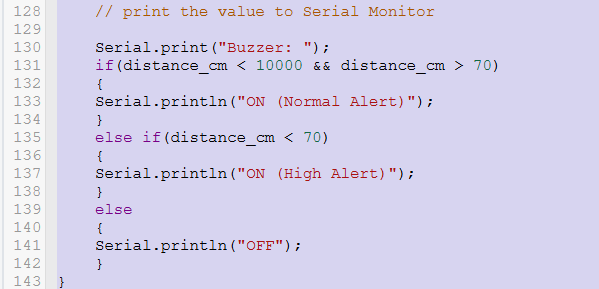 128 // print the value to Serial Monitor
129
130 Serial.print("Buzzer: ");
131 if(distance_cm < 10000 && distance_cm > 70)
132 {
133 Serial.println("ON (Normal Alert)");
134 }
135 else if(distance_cm < 70)
136 {
137 Serial.println("ON (High Alert)");
138 }
139 else
140 {
141 Serial.println("OFF");
142 }
143 }